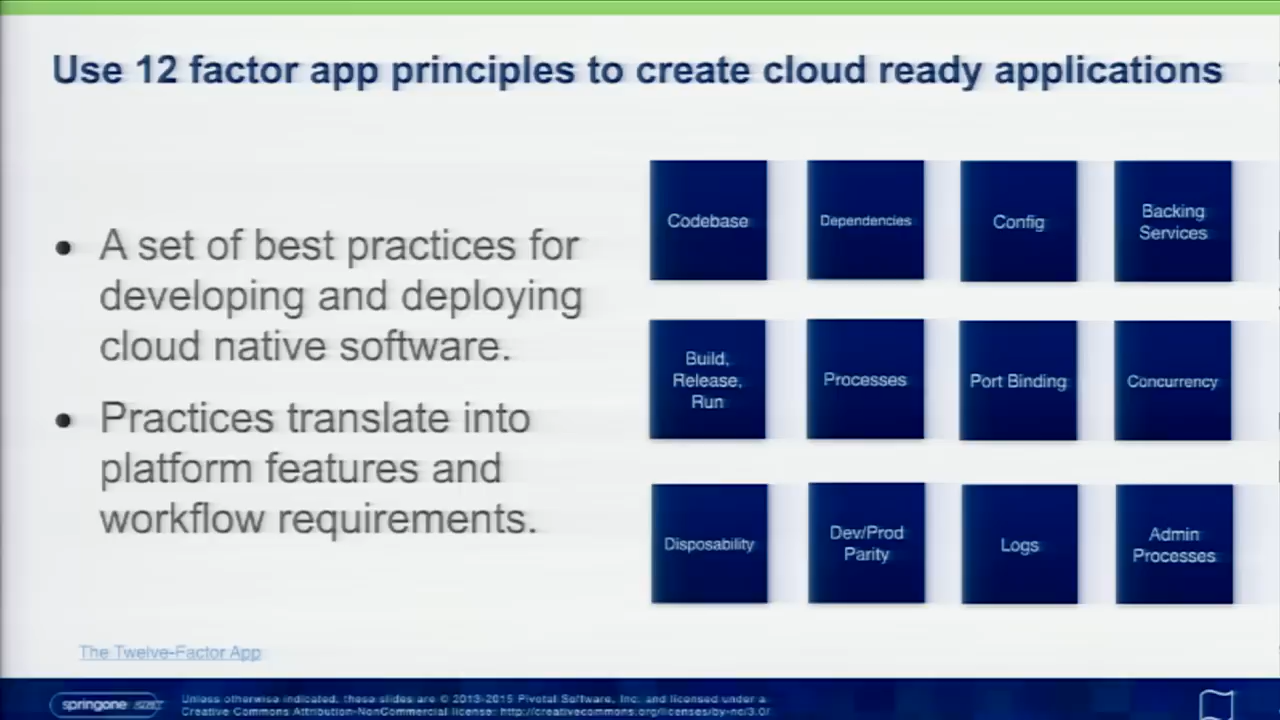 Use 12 factor app principles to create cloud ready applications
• A set of best practices for
developing and deploying
cloud native software.
• Practices translate into
platform features and
workflow requirements.
Codebase
Dependencies
Config
Backing
Services
Build,
Release,
Run
Processes
Port Binding
Concurrency
Disposability
Dev/Prod
Parity
Logs
Admin
Processes
The Twelve-Factor App
springone
Unless otherwise indicated, these slides are © 2013-2015 Pivotal Software, Inc. and licensed under a
Creative Commons Attribution-NonCommercial license: http://creativecommons.org/licenses/by-nc/3.0/